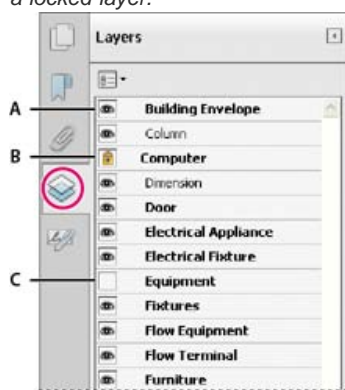 a locked layer.
Layers
A
Building Envelope
Column
B
Computer
Dimension
Door
Electrical Appliance
Electrical Fixture
C
Equipment
Fixtures
Flow Equipment
Flow Terminal
Furniture